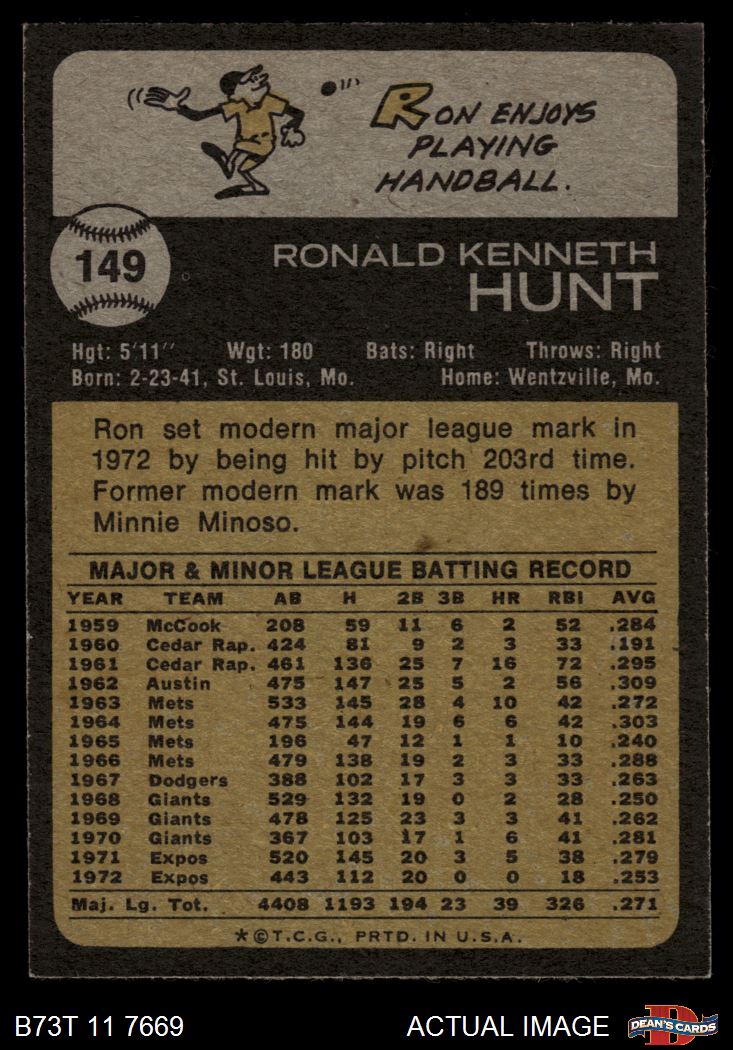 RON ENJOYS
PLAYING
HANDBALL.
149
RONALD KENNETH
HUNT
Hgt: 5'11" Wgt: 180 Bats: Right Throws: Right
Born: 2-23-41, St. Louis, Mo. Home: Wentzville, Mo.
Ron set modern major league mark in
1972 by being hit by pitch 203rd time.
Former modern mark was 189 times by
Minnie Minoso.
MAJOR & MINOR LEAGUE BATTING RECORD
YEAR TEAM AB H 2B 3B HR RBI AVG
1959 McCook 208 59 11 6 2 52 .284
1960 Cedar Rap. 424 81 9 2 3 33 .191
1961 Cedar Rap. 461 136 25 7 16 72 .295
1962 Austin 475 147 25 5 2 56 .309
1963 Mets 533 145 28 4 10 42 .272
1964 Mets 475 144 19 6 6 42 .303
1965 Mets 196 47 12 1 1 10 .240
1966 Mets 479 138 19 2 3 33 .288
1967 Dodgers 388 102 17 3 3 33 .263
1968 Giants 529 132 19 0 2 28 .250
1969 Giants 478 125 23 3 3 41 .262
1970 Giants 367 103 17 1 6 41 .281
1971 Expos 520 145 20 3 5 38 .279
1972 Expos 443 112 20 0 0 18 .253
Maj. Lg. Tot. 4408 1193 194 23 39 326 .271
*©T.C.G., PRTD. IN U.S.A.
B73T 11 7669 ACTUAL IMAGE D DEAN'S CARDS